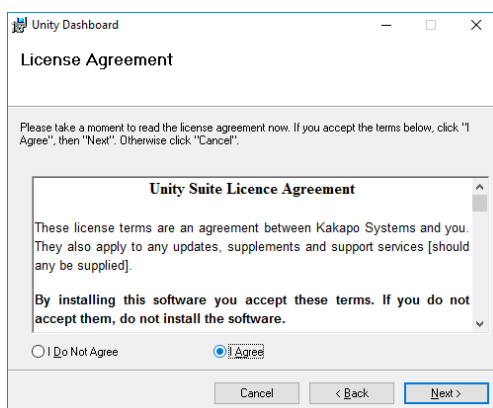 Unity Dashboard
License Agreement
Please take a moment to read the license agreement now. If you accept the terms below, click "I
Agree", then "Next". Otherwise click "Cancel".
Unity Suite Licence Agreement
These license terms are an agreement between Kakapo Systems and you.
They also apply to any updates, supplements and support services [should
any be supplied].
By installing this software you accept these terms. If you do not
accept them, do not install the software.
I Do Not Agree
I Agree
Cancel
< Back
Next >